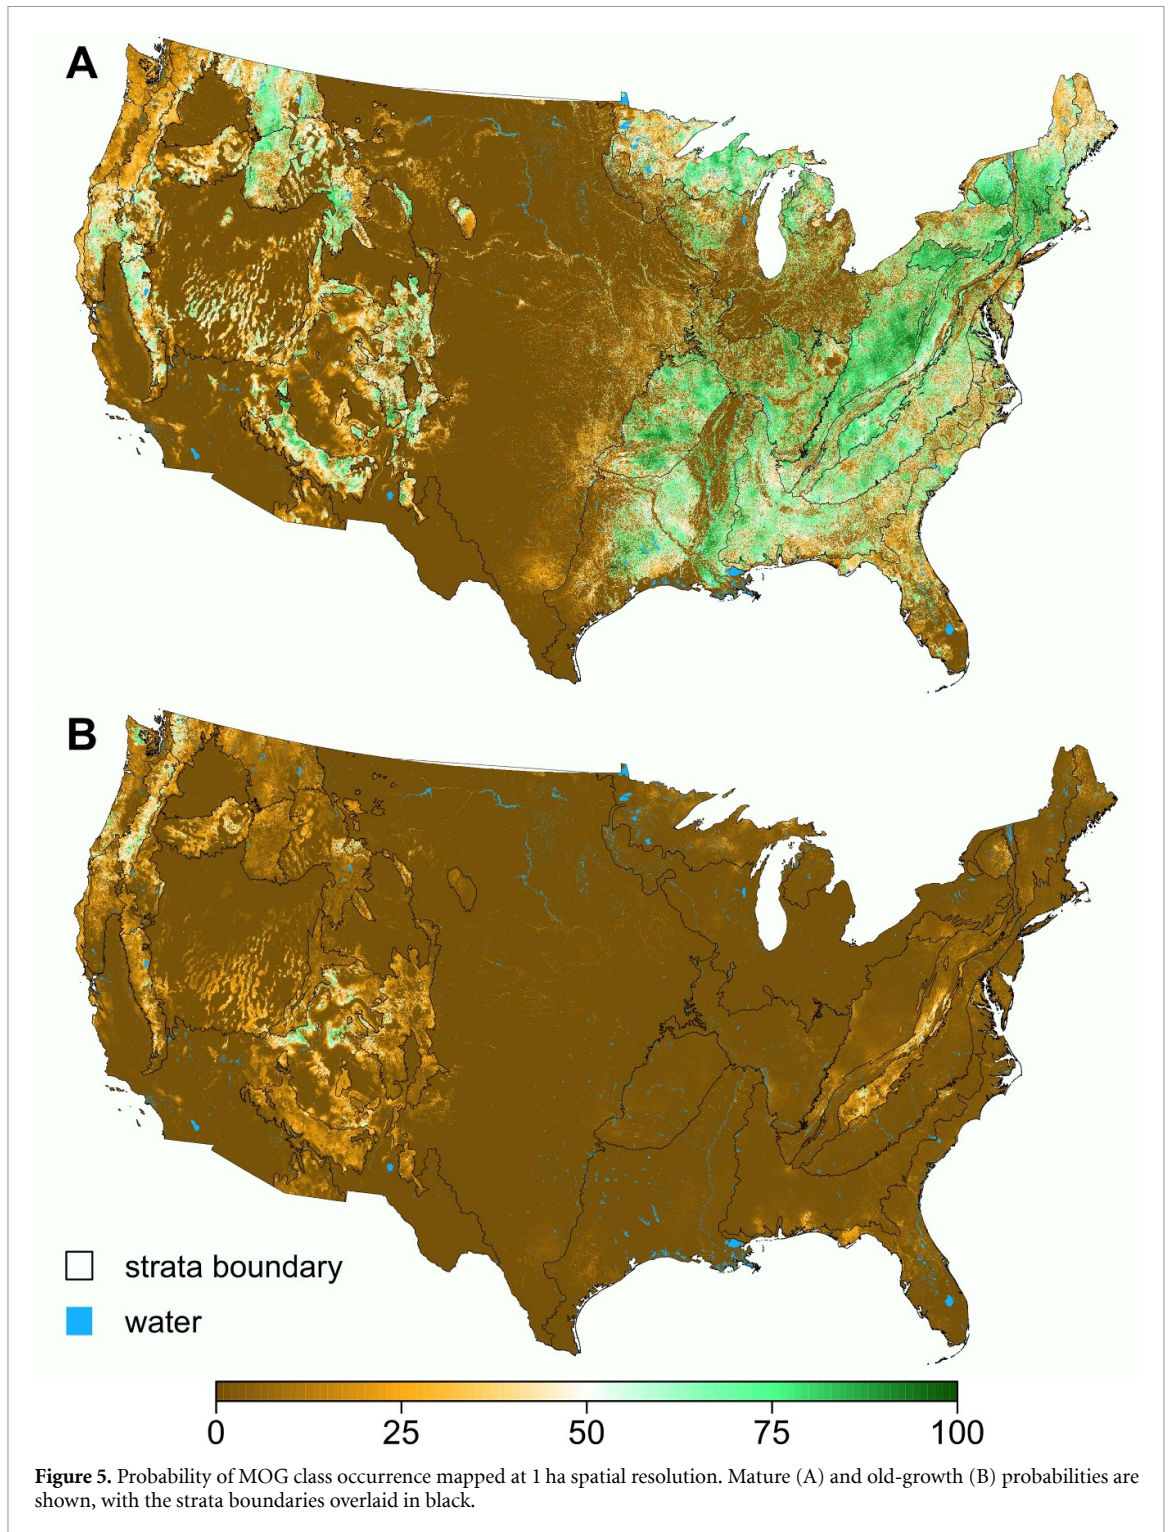 A
B
strata boundary
water
0 25 50 75 100
Figure 5. Probability of MOG class occurrence mapped at 1 ha spatial resolution. Mature (A) and old-growth (B) probabilities are
shown, with the strata boundaries overlaid in black.